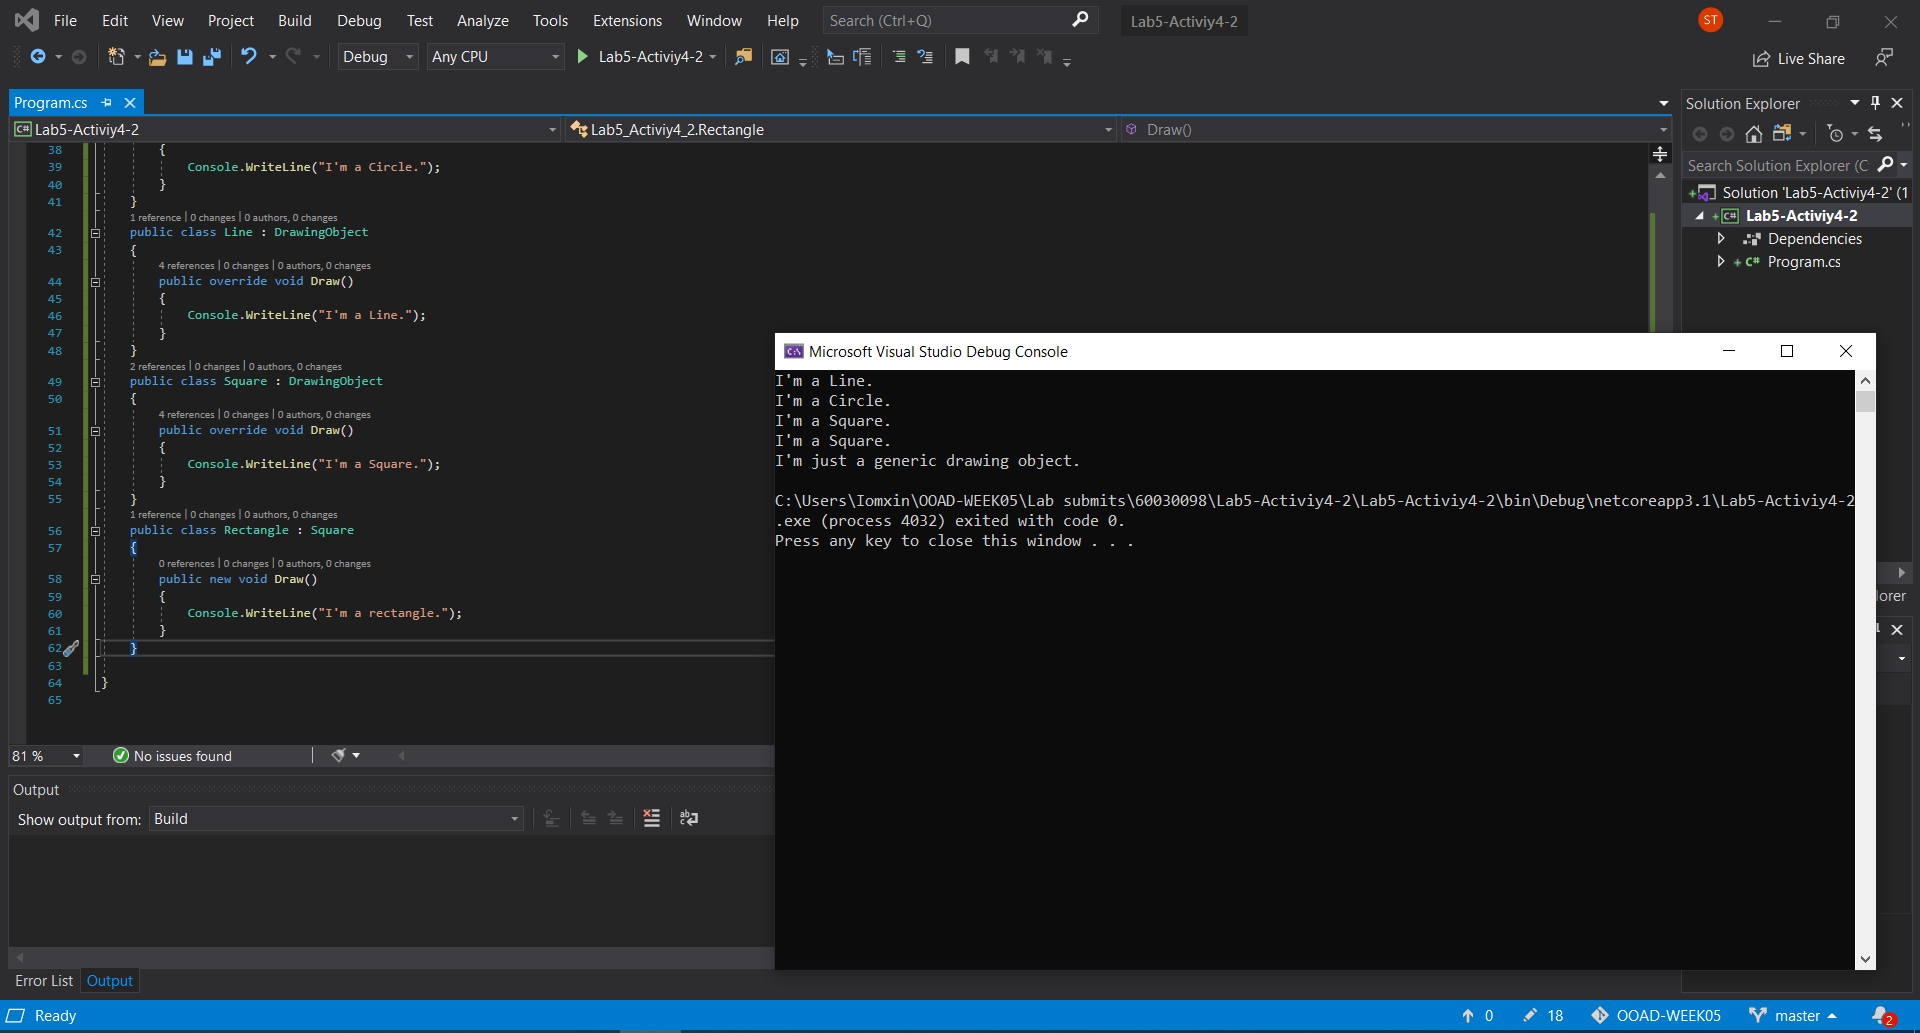 File Edit View Project Build Debug Test Analyze Tools Extensions Window Help Search (Ctrl+Q) Lab5-Activiy4-2 ST
Debug Any CPU Lab5-Activiy4-2 Live Share
Program.cs
Lab5-Activiy4-2 Lab5_Activiy4_2.Rectangle Draw()
38 {
39 Console.WriteLine("I'm a Circle.");
40 }
41 }
1 reference | 0 changes | 0 authors, 0 changes
42 public class Line : DrawingObject
43 {
4 references | 0 changes | 0 authors, 0 changes
44 public override void Draw()
45 {
46 Console.WriteLine("I'm a Line.");
47 }
48 }
2 references | 0 changes | 0 authors, 0 changes
49 public class Square : DrawingObject
50 {
4 references | 0 changes | 0 authors, 0 changes
51 public override void Draw()
52 {
53 Console.WriteLine("I'm a Square.");
54 }
55 }
1 reference | 0 changes | 0 authors, 0 changes
56 public class Rectangle : Square
57 {
0 references | 0 changes | 0 authors, 0 changes
58 public new void Draw()
59 {
60 Console.WriteLine("I'm a rectangle.");
61 }
62 }
63
64 }
65
81 % No issues found
Output
Show output from: Build
Error List Output
Microsoft Visual Studio Debug Console
I'm a Line.
I'm a Circle.
I'm a Square.
I'm a Square.
I'm just a generic drawing object.
C:\Users\Iomxin\OOAD-WEEK05\Lab submits\60030098\Lab5-Activiy4-2\Lab5-Activiy4-2\bin\Debug\netcoreapp3.1\Lab5-Activiy4-2
.exe (process 4032) exited with code 0.
Press any key to close this window . . .
Solution Explorer
Search Solution Explorer (C
Solution 'Lab5-Activiy4-2' (1
C# Lab5-Activiy4-2
Dependencies
C# Program.cs
lorer
Ready 0 18 OOAD-WEEK05 master 2